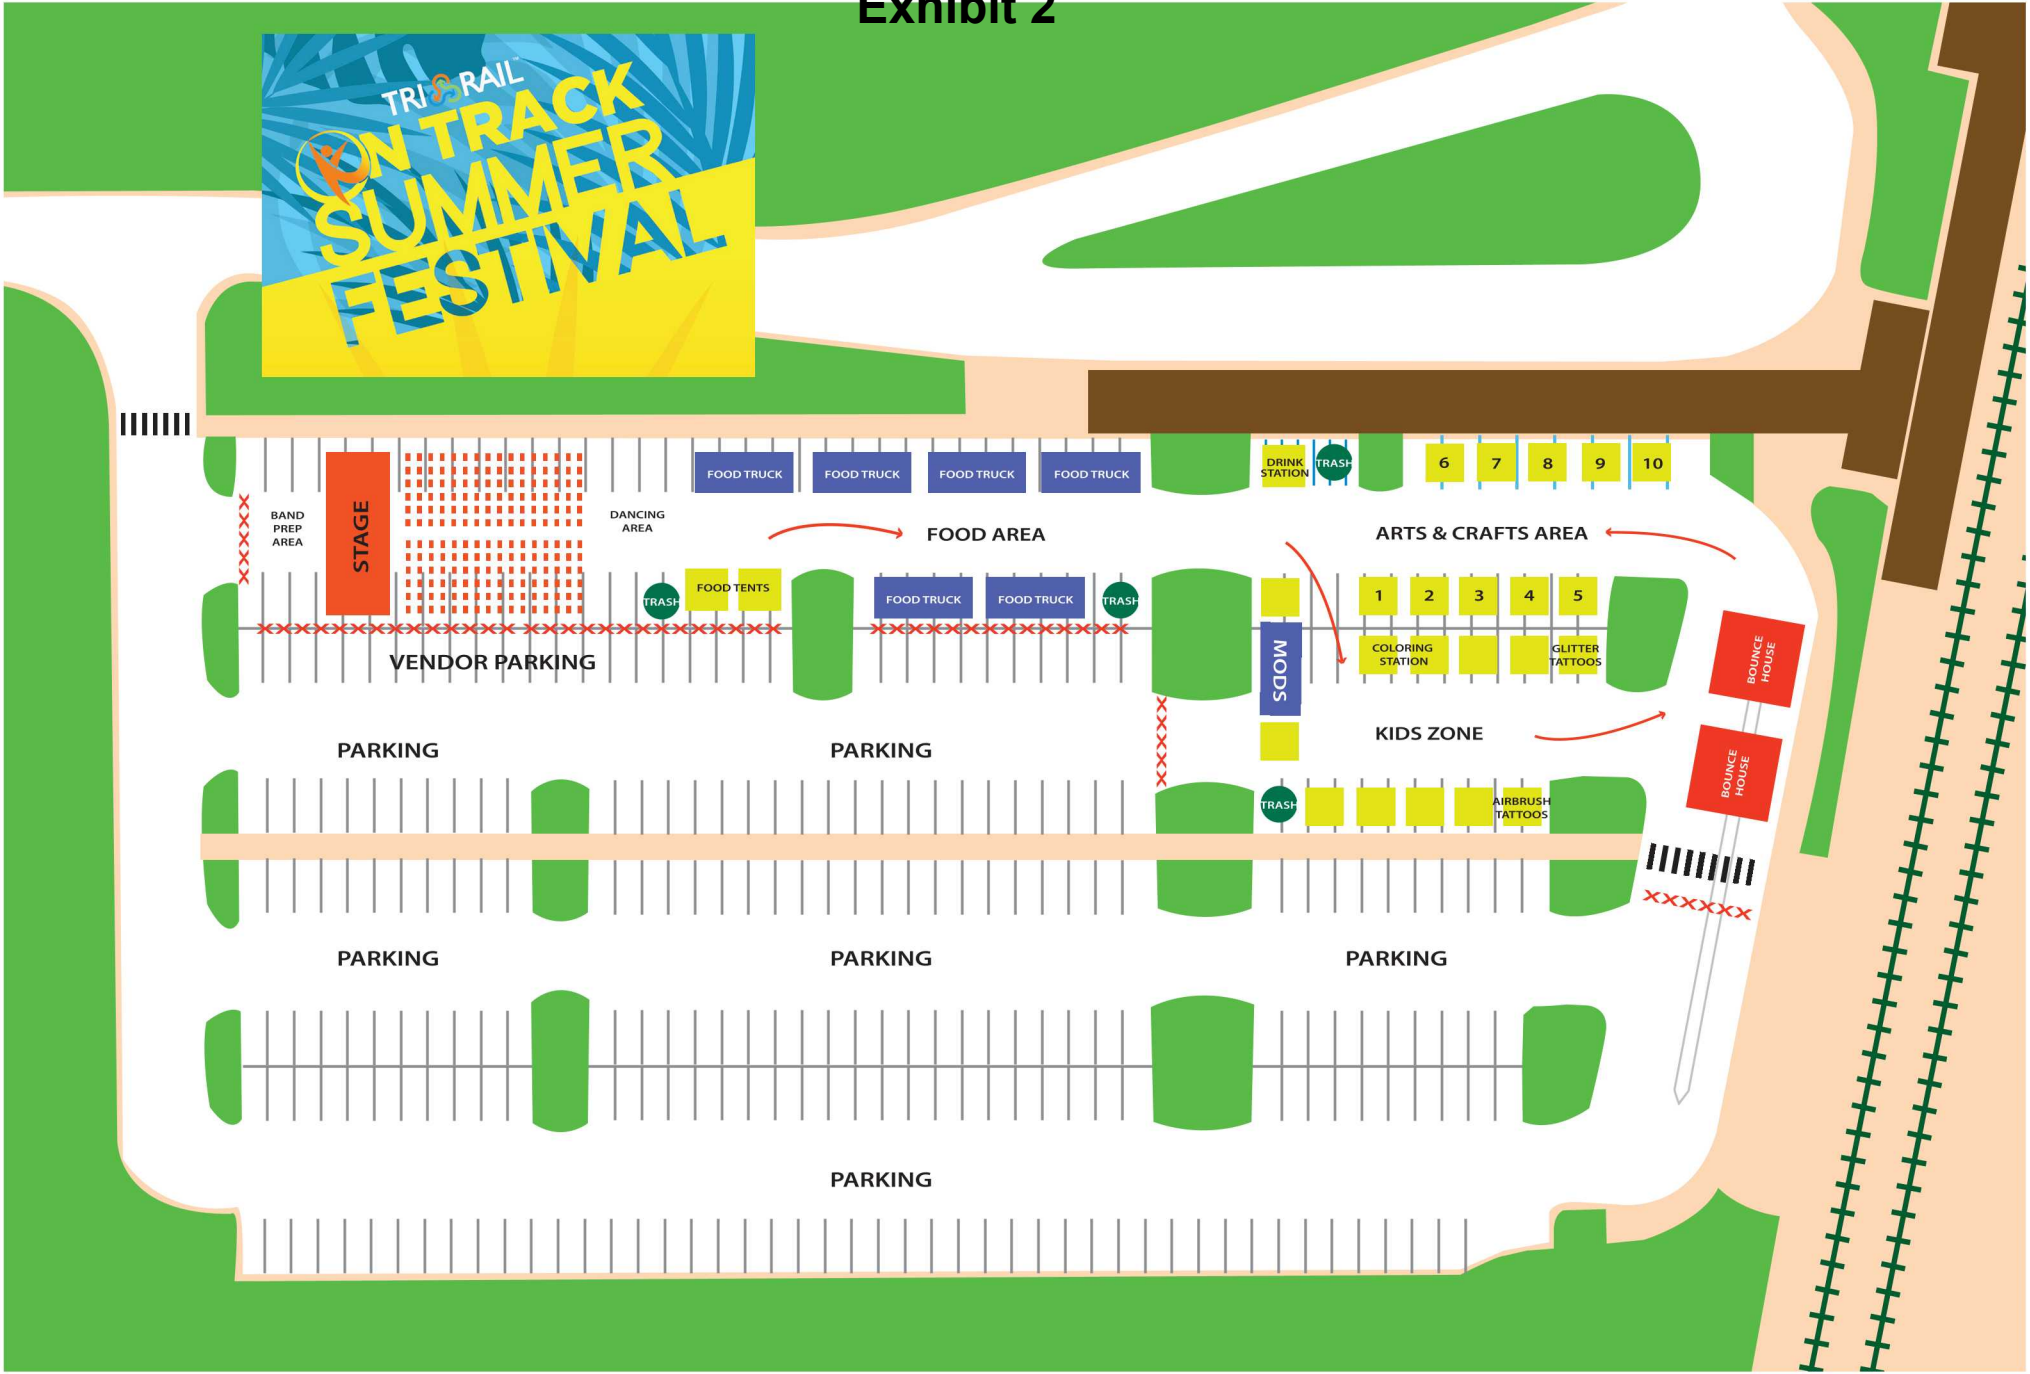 Exhibit 2
TRI RAIL
ON TRACK
SUMMER
FESTIVAL
FOOD TRUCK
FOOD TRUCK
FOOD TRUCK
FOOD TRUCK
DRINK
STATION
TRASH
6
7
8
9
10
BAND
PREP
AREA
STAGE
DANCING
AREA
FOOD AREA
ARTS & CRAFTS AREA
TRASH
FOOD TENTS
FOOD TRUCK
FOOD TRUCK
TRASH
1
2
3
4
5
VENDOR PARKING
MODS
COLORING
STATION
GLITTER
TATTOOS
BOUNCE
HOUSE
PARKING
PARKING
KIDS ZONE
BOUNCE
HOUSE
TRASH
AIRBRUSH
TATTOOS
PARKING
PARKING
PARKING
PARKING